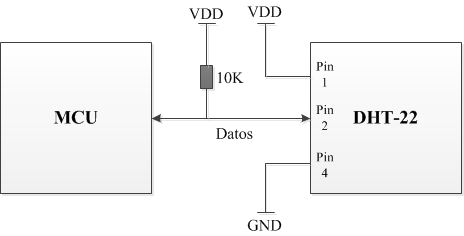 VDD VDD
10K
MCU
Datos
Pin
1
Pin
2
DHT-22
Pin
4
GND